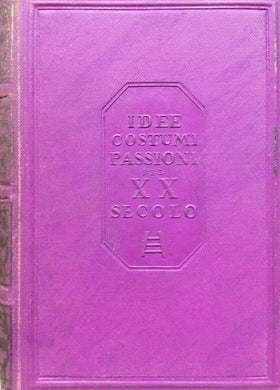 IDEE
COSTUMI
PASSIONI
DEL
XX
SECOLO